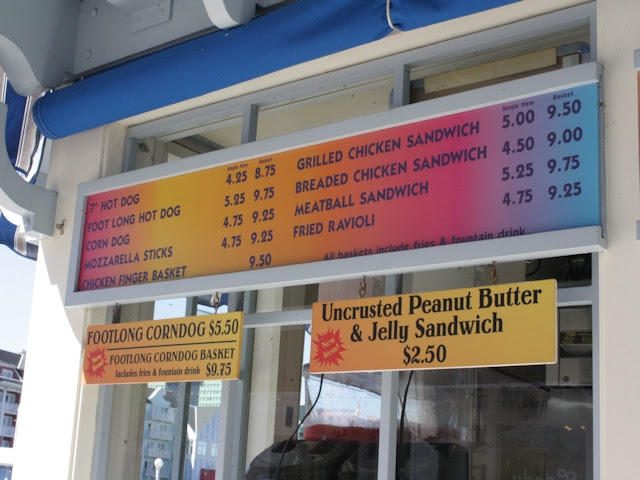 Single Item Basket
7" HOT DOG 4.25 8.75
FOOT LONG HOT DOG 5.25 9.75
CORN DOG 4.75 9.25
MOZZARELLA STICKS 4.75 9.25
CHICKEN FINGER BASKET 9.50
Single Item Basket
GRILLED CHICKEN SANDWICH 5.00 9.50
BREADED CHICKEN SANDWICH 4.50 9.00
MEATBALL SANDWICH 5.25 9.75
FRIED RAVIOLI 4.75 9.25
All baskets include fries & fountain drink
FOOTLONG CORNDOG $5.50
New Item!
FOOTLONG CORNDOG BASKET
Includes fries & fountain drink $9.75
Uncrusted Peanut Butter
& Jelly Sandwich
New Item!
$2.50